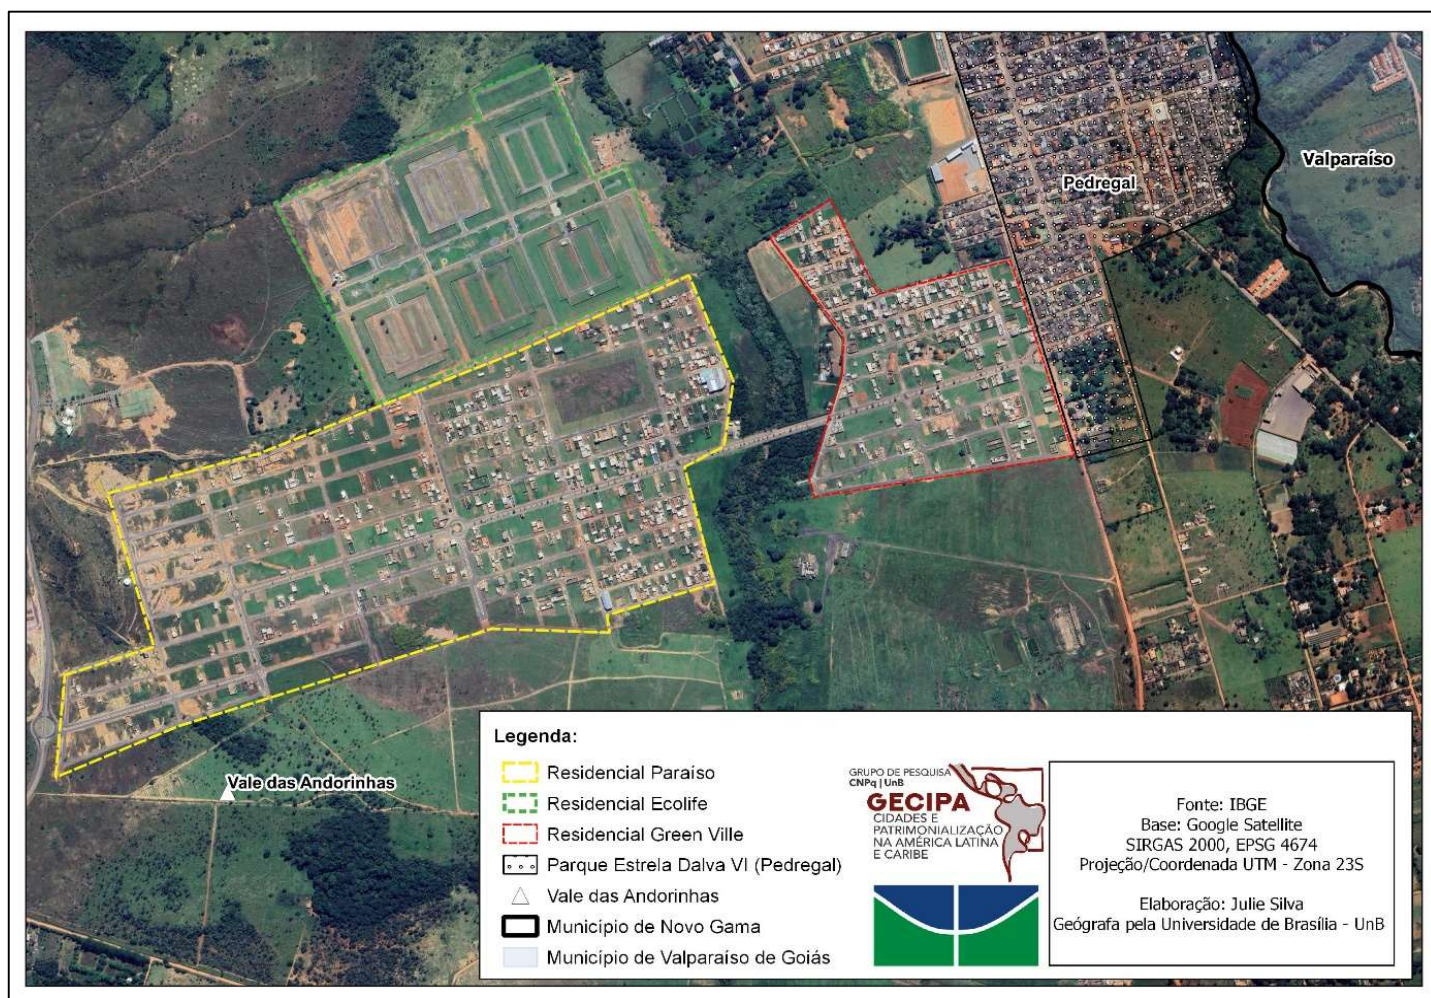 Valparaíso
Pedregal
Vale das Andorinhas
Legenda:
Residencial Paraíso
Residencial Ecolife
Residencial Green Ville
Parque Estrela Dalva VI (Pedregal)
Vale das Andorinhas
Município de Novo Gama
Município de Valparaíso de Goiás
GRUPO DE PESQUISA
CNPq | UnB
GECIPA
CIDADES E
PATRIMONIALIZAÇÃO
NA AMÉRICA LATINA
E CARIBE
Fonte: IBGE
Base: Google Satellite
SIRGAS 2000, EPSG 4674
Projeção/Coordenada UTM - Zona 23S
Elaboração: Julie Silva
Geógrafa pela Universidade de Brasília - UnB